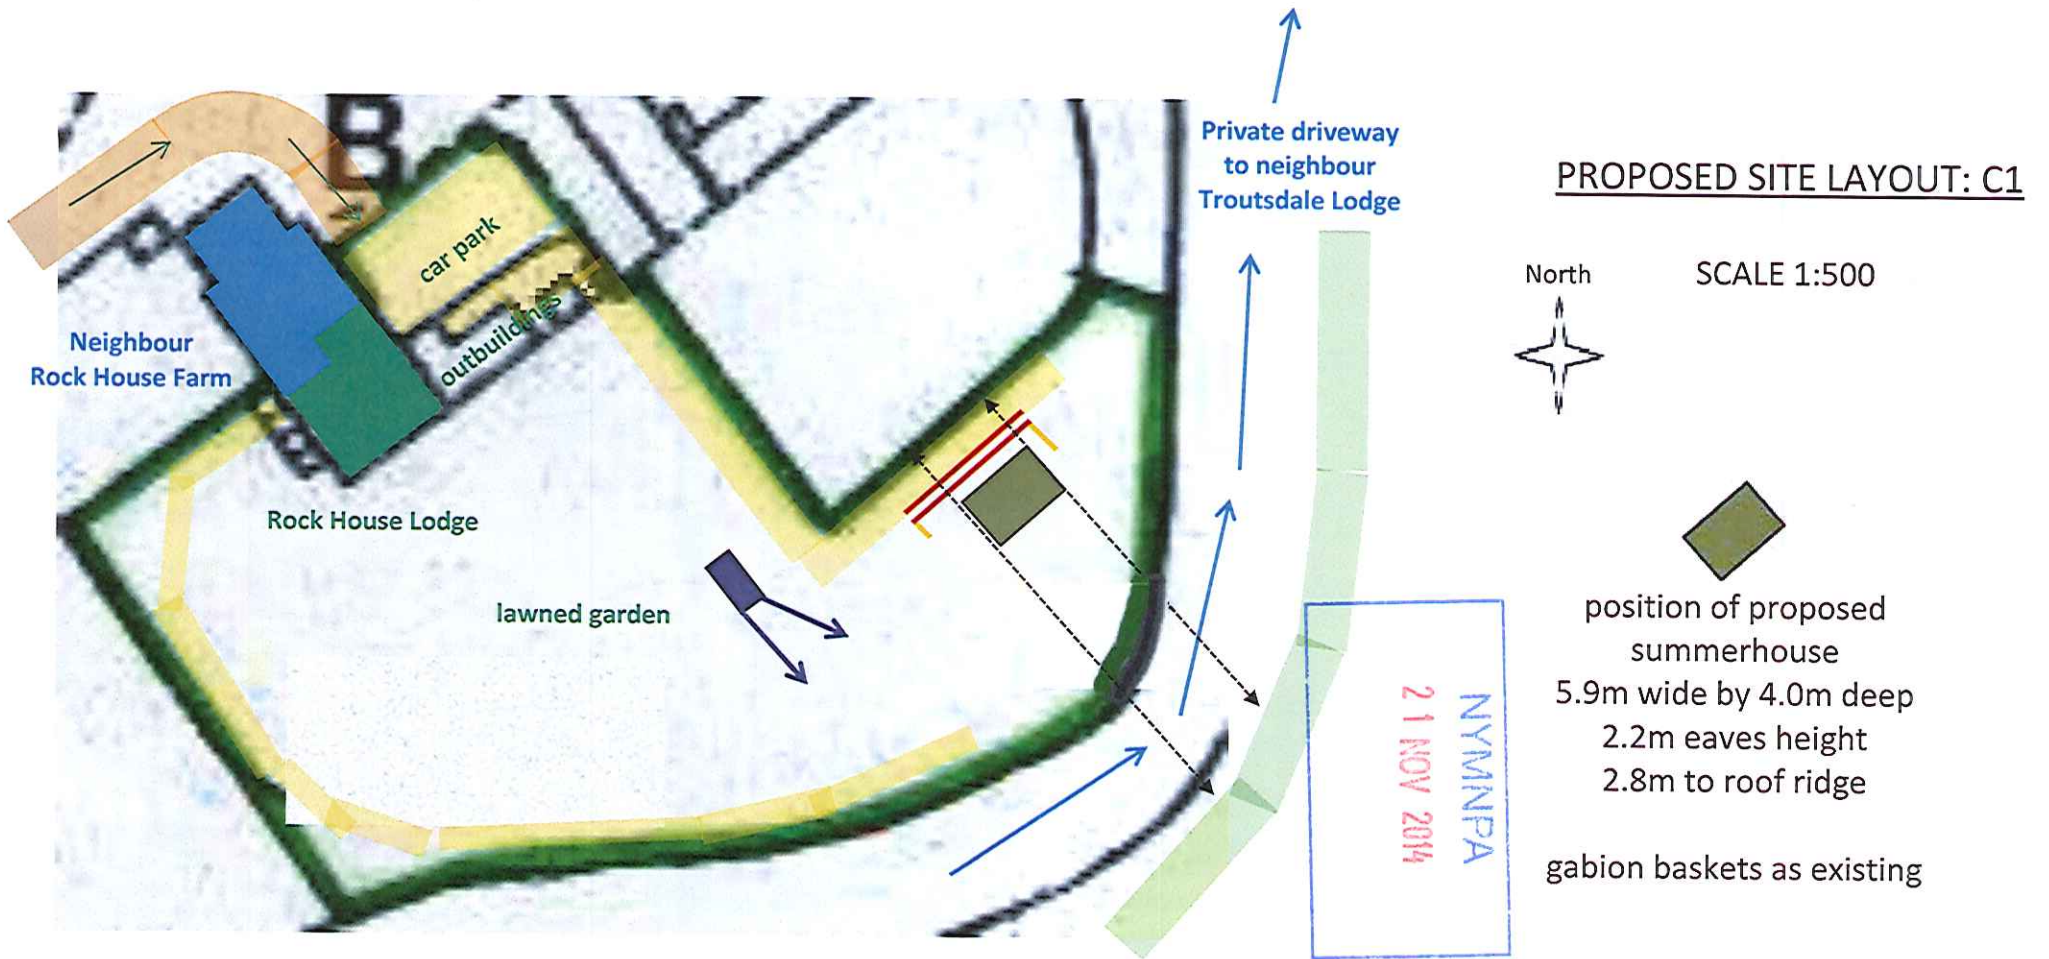 PROPOSED SITE LAYOUT: C1
SCALE 1:500
North
Private driveway
to neighbour
Troutsdale Lodge
B
car park
outbuildings
Neighbour
Rock House Farm
Rock House Lodge
lawned garden
position of proposed
summerhouse
5.9m wide by 4.0m deep
2.2m eaves height
2.8m to roof ridge
gabion baskets as existing
NYMNPA
21 NOV 2014